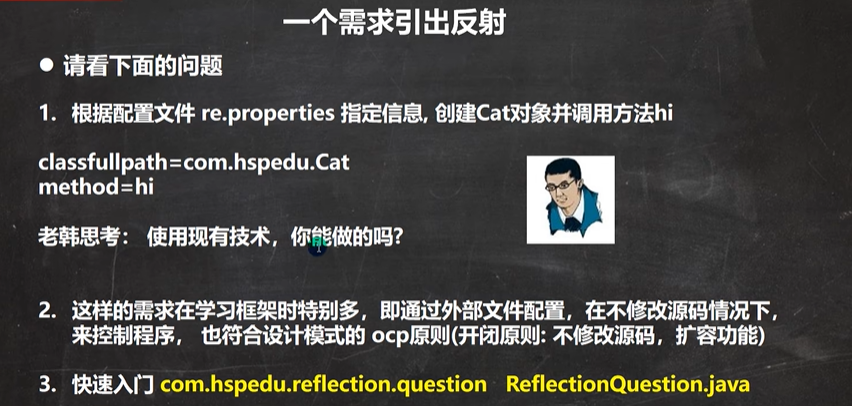 一个需求引出反射
● 请看下面的问题
1. 根据配置文件 re.properties 指定信息, 创建Cat对象并调用方法hi
classfullpath=com.hspedu.Cat
method=hi
老韩思考： 使用现有技术，你能做的吗?
2. 这样的需求在学习框架时特别多，即通过外部文件配置，在不修改源码情况下，
来控制程序， 也符合设计模式的 ocp原则(开闭原则: 不修改源码，扩容功能)
3. 快速入门 com.hspedu.reflection.question ReflectionQuestion.java